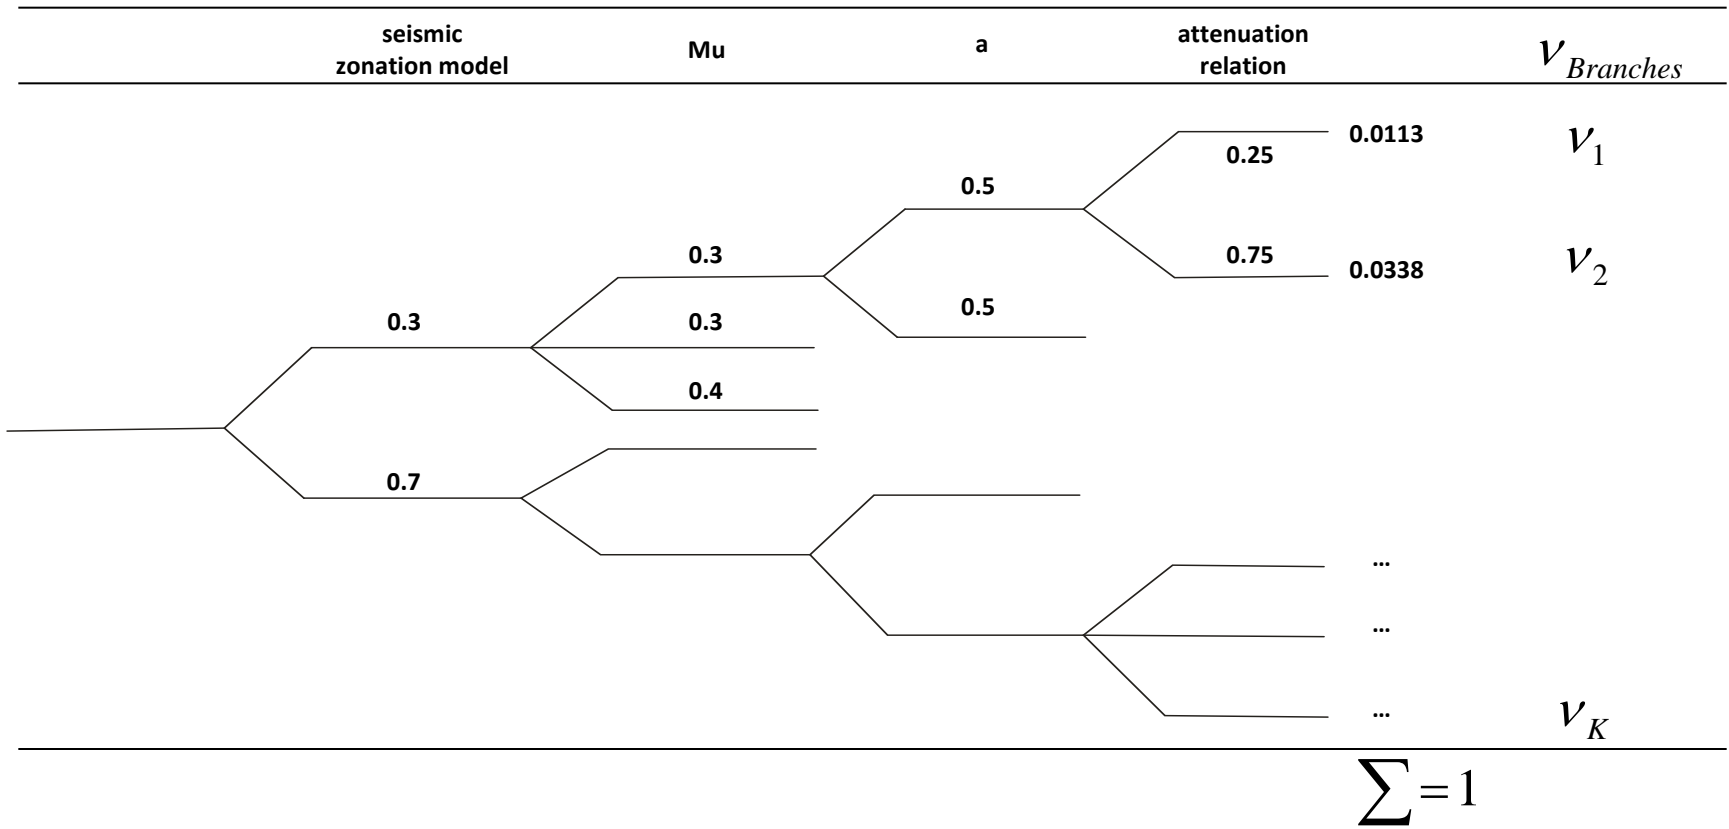 seismic
zonation model
Mu
a
attenuation
relation
ν_Branches
0.0113
ν_1
0.25
0.5
0.3
0.75
0.0338
ν_2
0.3
0.3
0.5
0.4
0.7
...
...
...
ν_K
∑ = 1